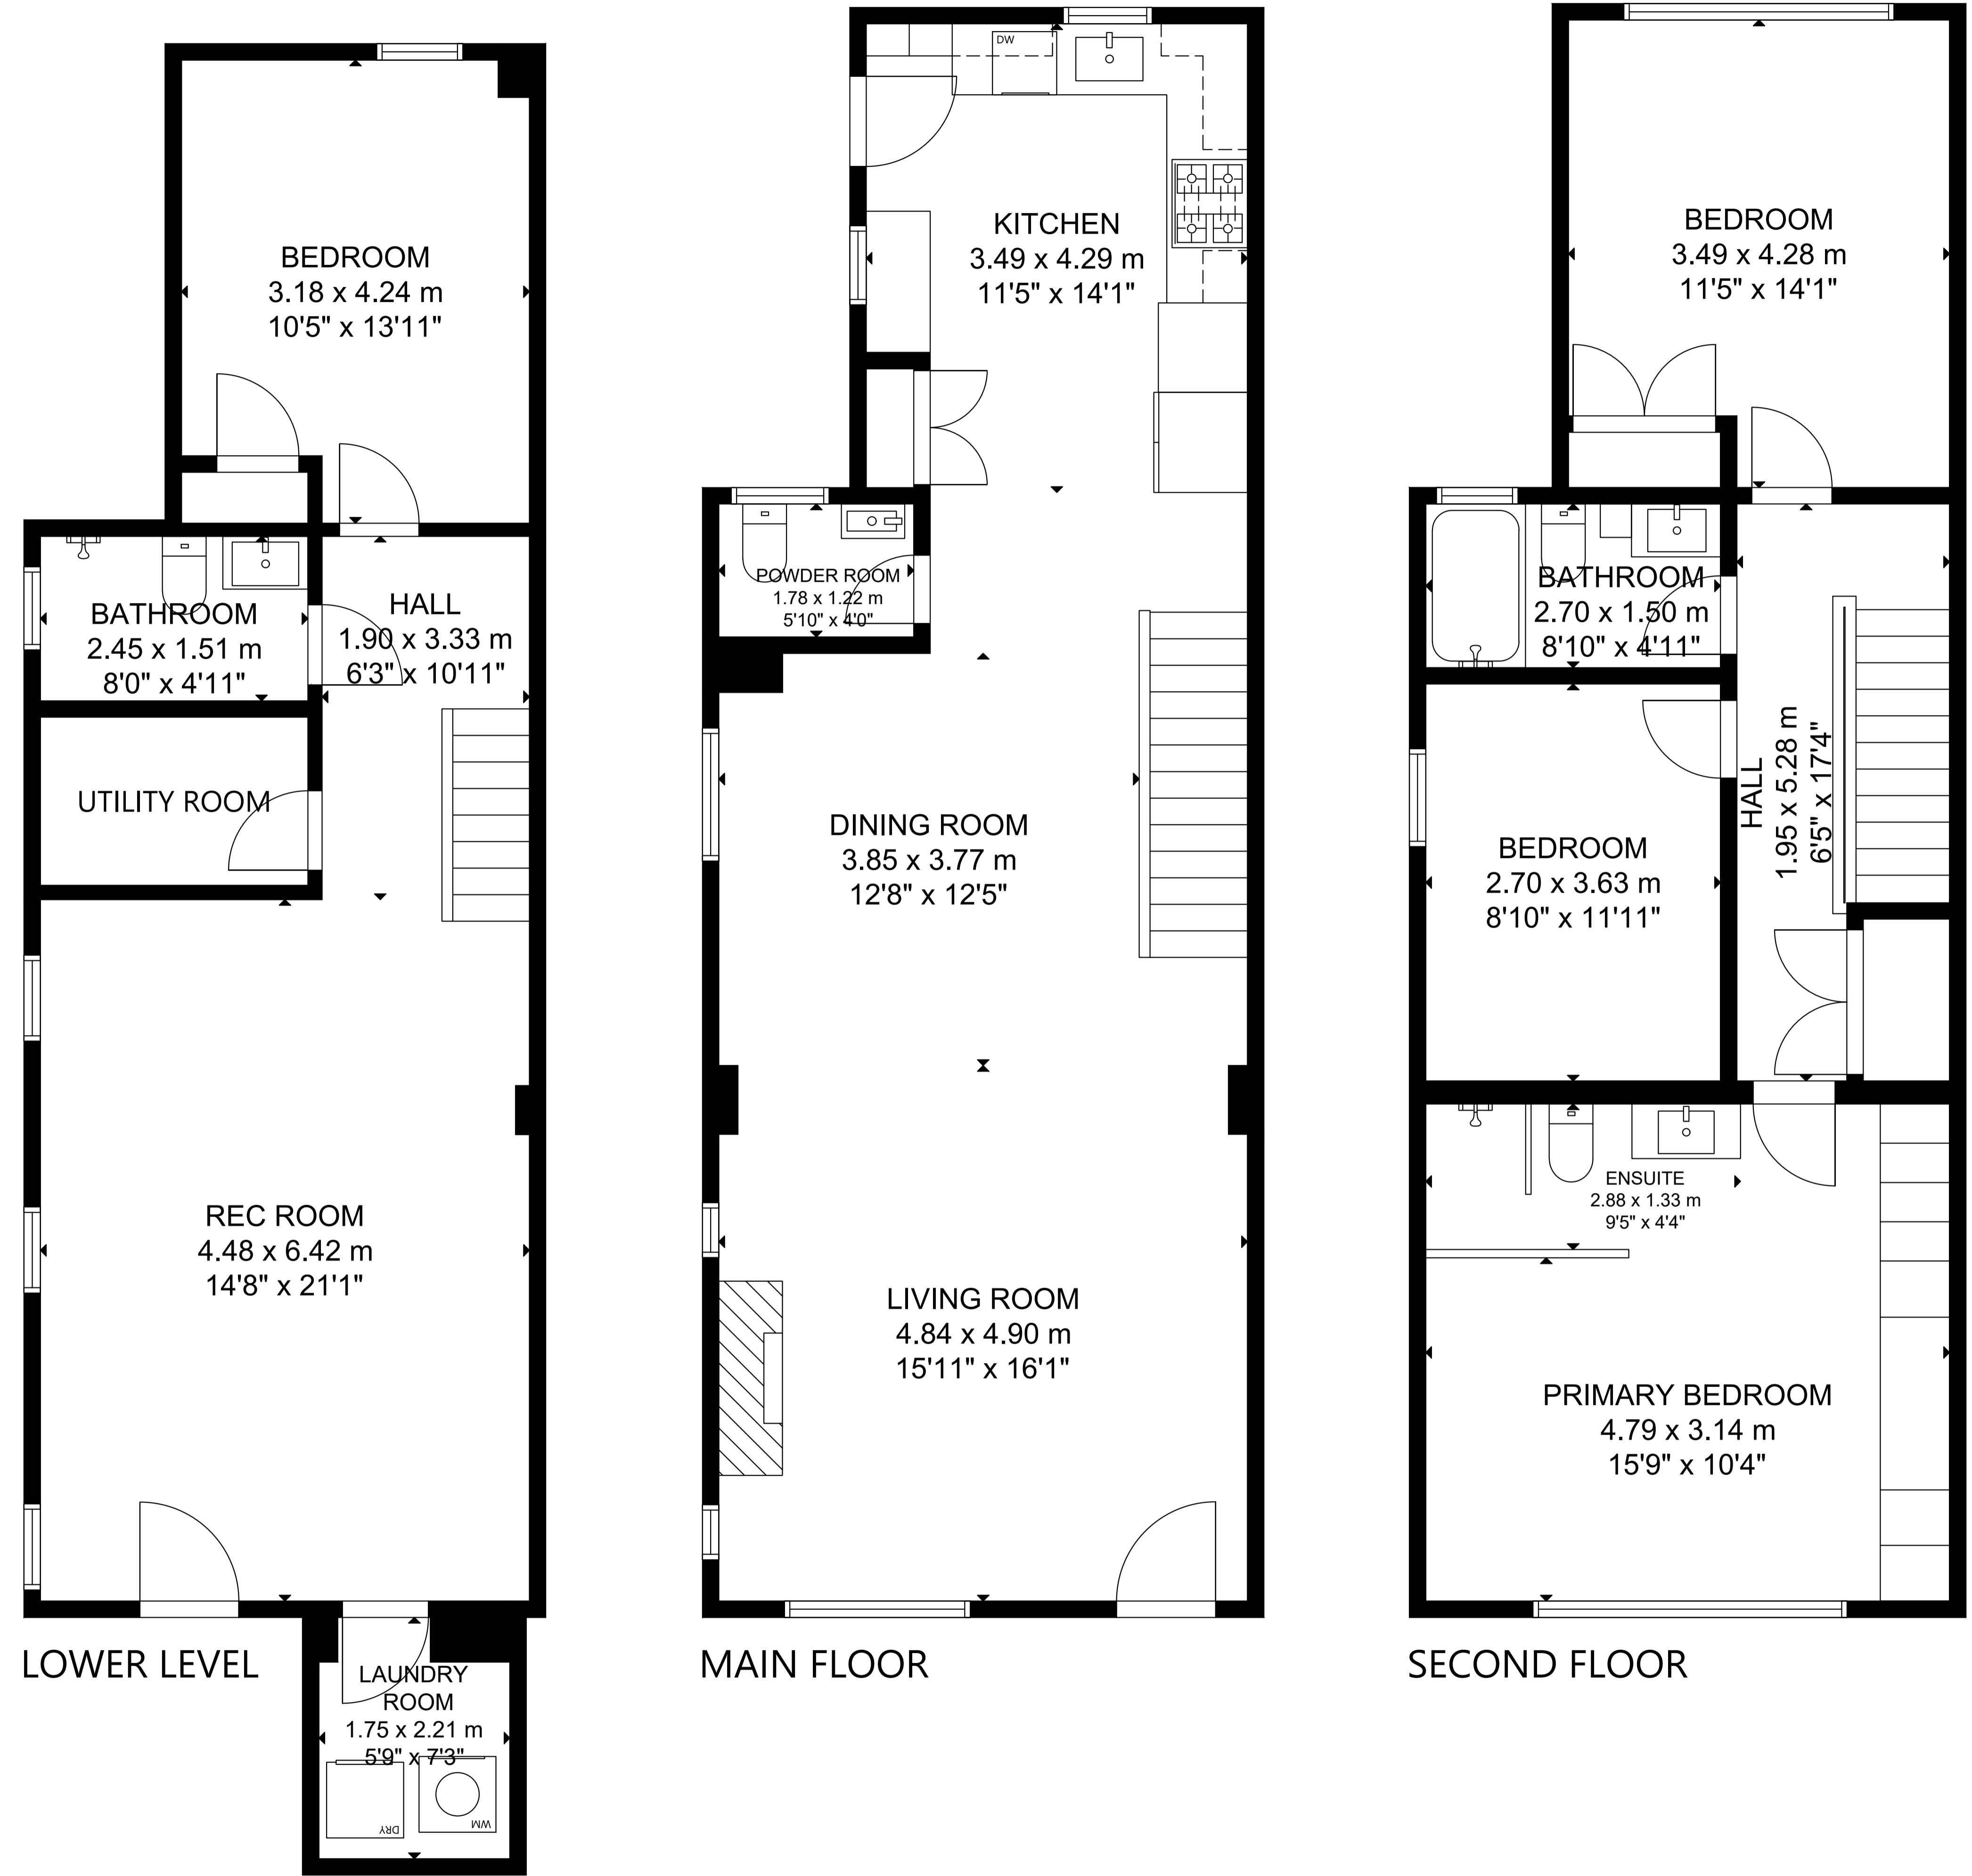 BEDROOM
3.18 x 4.24 m
10'5" x 13'11"
BATHROOM
2.45 x 1.51 m
8'0" x 4'11"
HALL
1.90 x 3.33 m
6'3" x 10'11"
UTILITY ROOM
REC ROOM
4.48 x 6.42 m
14'8" x 21'1"
LOWER LEVEL
LAUNDRY
ROOM
1.75 x 2.21 m
5'9" x 7'3"
DRY
WM
DW
KITCHEN
3.49 x 4.29 m
11'5" x 14'1"
POWDER ROOM
1.78 x 1.22 m
5'10" x 4'0"
DINING ROOM
3.85 x 3.77 m
12'8" x 12'5"
LIVING ROOM
4.84 x 4.90 m
15'11" x 16'1"
MAIN FLOOR
BEDROOM
3.49 x 4.28 m
11'5" x 14'1"
BATHROOM
2.70 x 1.50 m
8'10" x 4'11"
HALL
1.95 x 5.28 m
6'5" x 17'4"
BEDROOM
2.70 x 3.63 m
8'10" x 11'11"
ENSUITE
2.88 x 1.33 m
9'5" x 4'4"
PRIMARY BEDROOM
4.79 x 3.14 m
15'9" x 10'4"
SECOND FLOOR